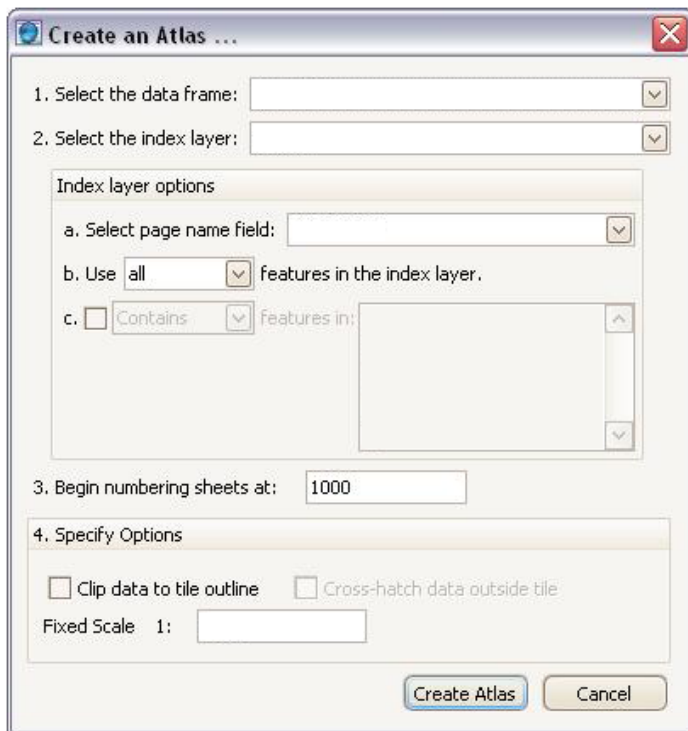 Create an Atlas ...
1. Select the data frame:
2. Select the index layer:
Index layer options
a. Select page name field:
b. Use all features in the index layer.
c. Contains features in:
3. Begin numbering sheets at: 1000
4. Specify Options
Clip data to tile outline Cross-hatch data outside tile
Fixed Scale 1:
Create Atlas Cancel